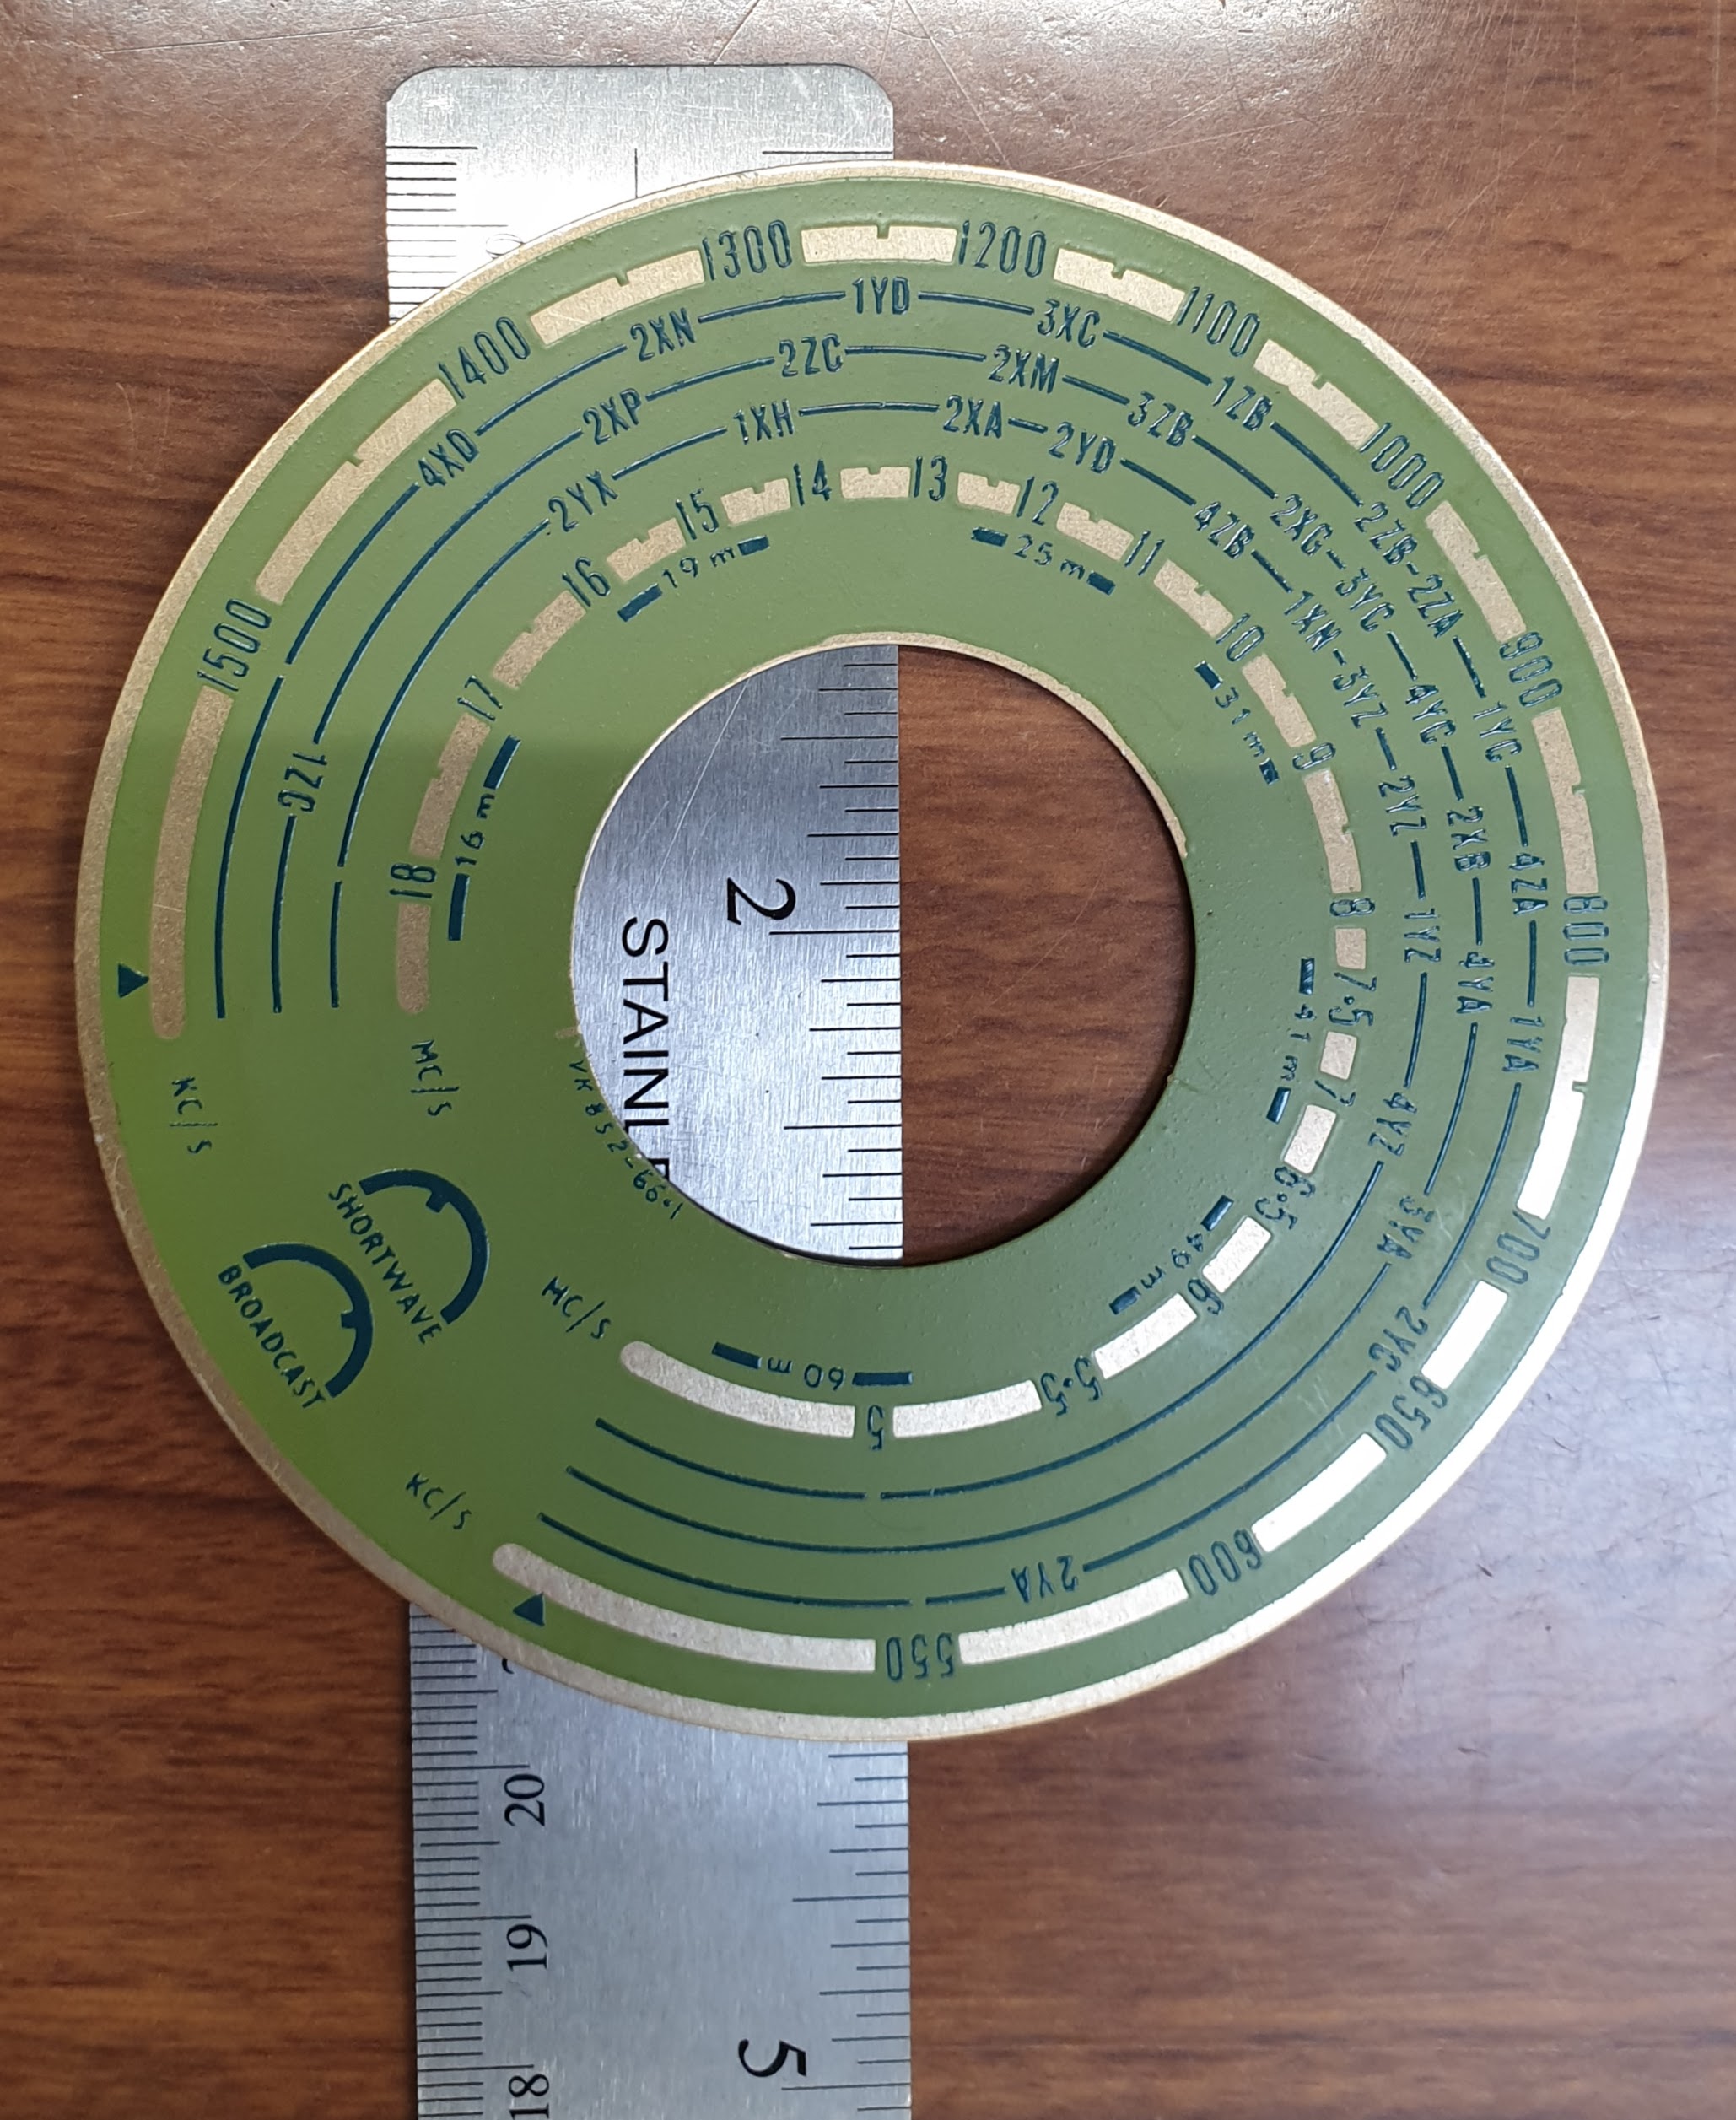 1500 1400 1300 1200 1100 1000 900 800 700 650 600 550
4XD 2XN 1YD 3XC 1ZB 2ZB-2ZA 1YC 4ZA 1YA 2YC 2YA
1ZC 2XP 2ZC 2XM 3ZB 2XG-3YC 4YC 2XB 4YA 3YA
2YX 1XH 2XA 2YD 4ZB 1XN-3YZ 2YZ 1YZ 4YZ
18 17 16 15 14 13 12 11 10 9 8 7.5 7 6.5 6 5.5 5
16 m 19 m 25 m 31 m 41 m 49 m 60 m
KC/S
MC/S
SHORTWAVE
BROADCAST
MC/S
KC/S
2
STAINL
20
19
5
18